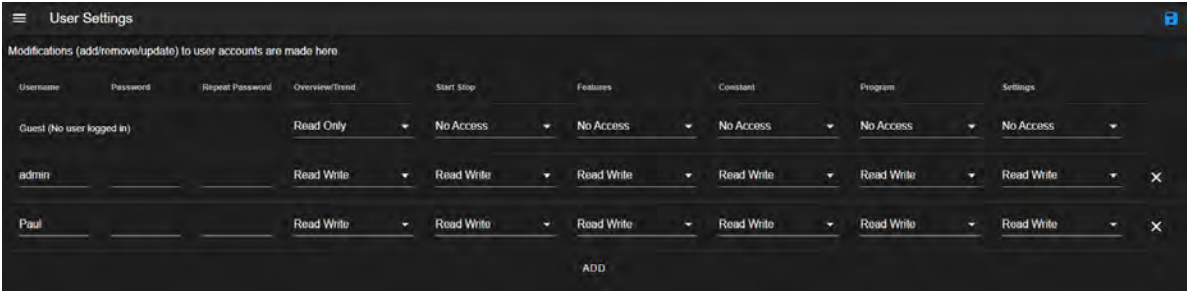 User Settings
Modifications (add/remove/update) to user accounts are made here
Username Password Repeat Password Overview/Trend Start Stop Features Constant Program Settings
Guest (No user logged in) Read Only No Access No Access No Access No Access No Access
admin Read Write Read Write Read Write Read Write Read Write Read Write
Paul Read Write Read Write Read Write Read Write Read Write Read Write
ADD